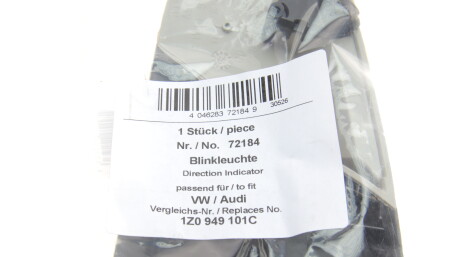 4 046283 72184 9
30526
1 Stück / piece
Nr. / No. 72184
Blinkleuchte
Direction Indicator
passend für / to fit
VW / Audi
Vergleichs-Nr. / Replaces No.
1Z0 949 101C